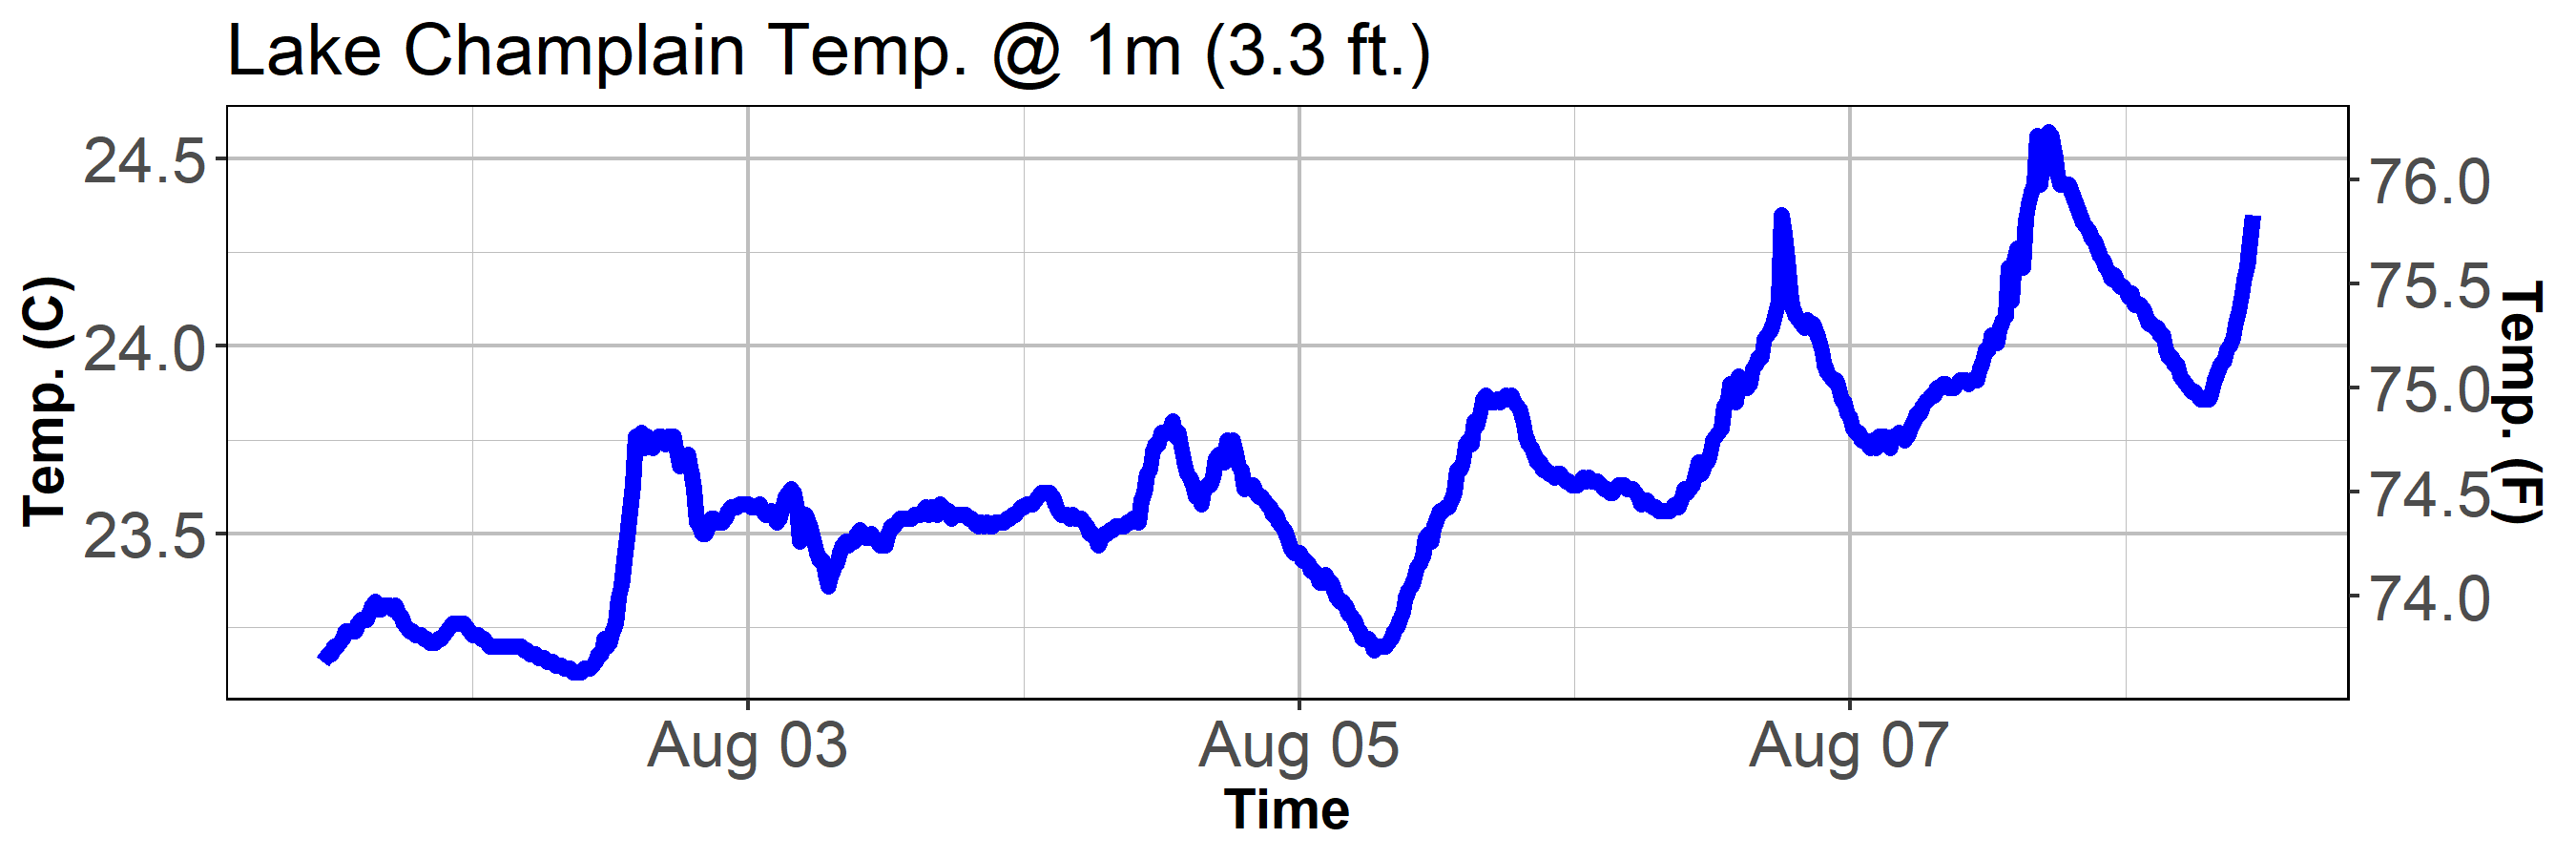 Lake Champlain Temp. @ 1m (3.3 ft.)
Temp. (C)
24.5
24.0
23.5
76.0
75.5
75.0
74.5
74.0
Temp. (F)
Aug 03 Aug 05 Aug 07
Time